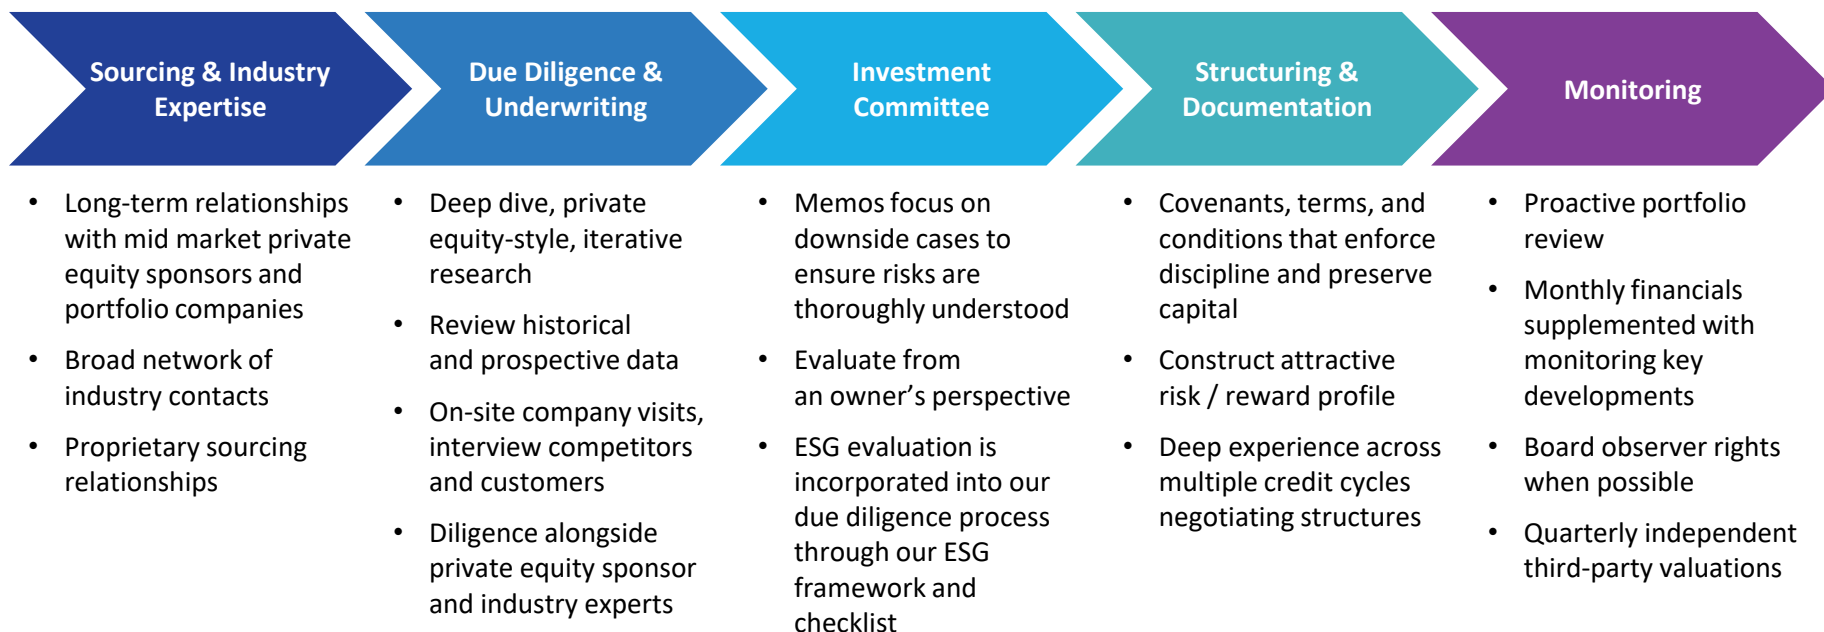 Sourcing & Industry
Expertise
Due Diligence &
Underwriting
Investment
Committee
Structuring &
Documentation
Monitoring
• Long-term relationships
with mid market private
equity sponsors and
portfolio companies
• Broad network of
industry contacts
• Proprietary sourcing
relationships
• Deep dive, private
equity-style, iterative
research
• Review historical
and prospective data
• On-site company visits,
interview competitors
and customers
• Diligence alongside
private equity sponsor
and industry experts
• Memos focus on
downside cases to
ensure risks are
thoroughly understood
• Evaluate from
an owner’s perspective
• ESG evaluation is
incorporated into our
due diligence process
through our ESG
framework and
checklist
• Covenants, terms, and
conditions that enforce
discipline and preserve
capital
• Construct attractive
risk / reward profile
• Deep experience across
multiple credit cycles
negotiating structures
• Proactive portfolio
review
• Monthly financials
supplemented with
monitoring key
developments
• Board observer rights
when possible
• Quarterly independent
third-party valuations